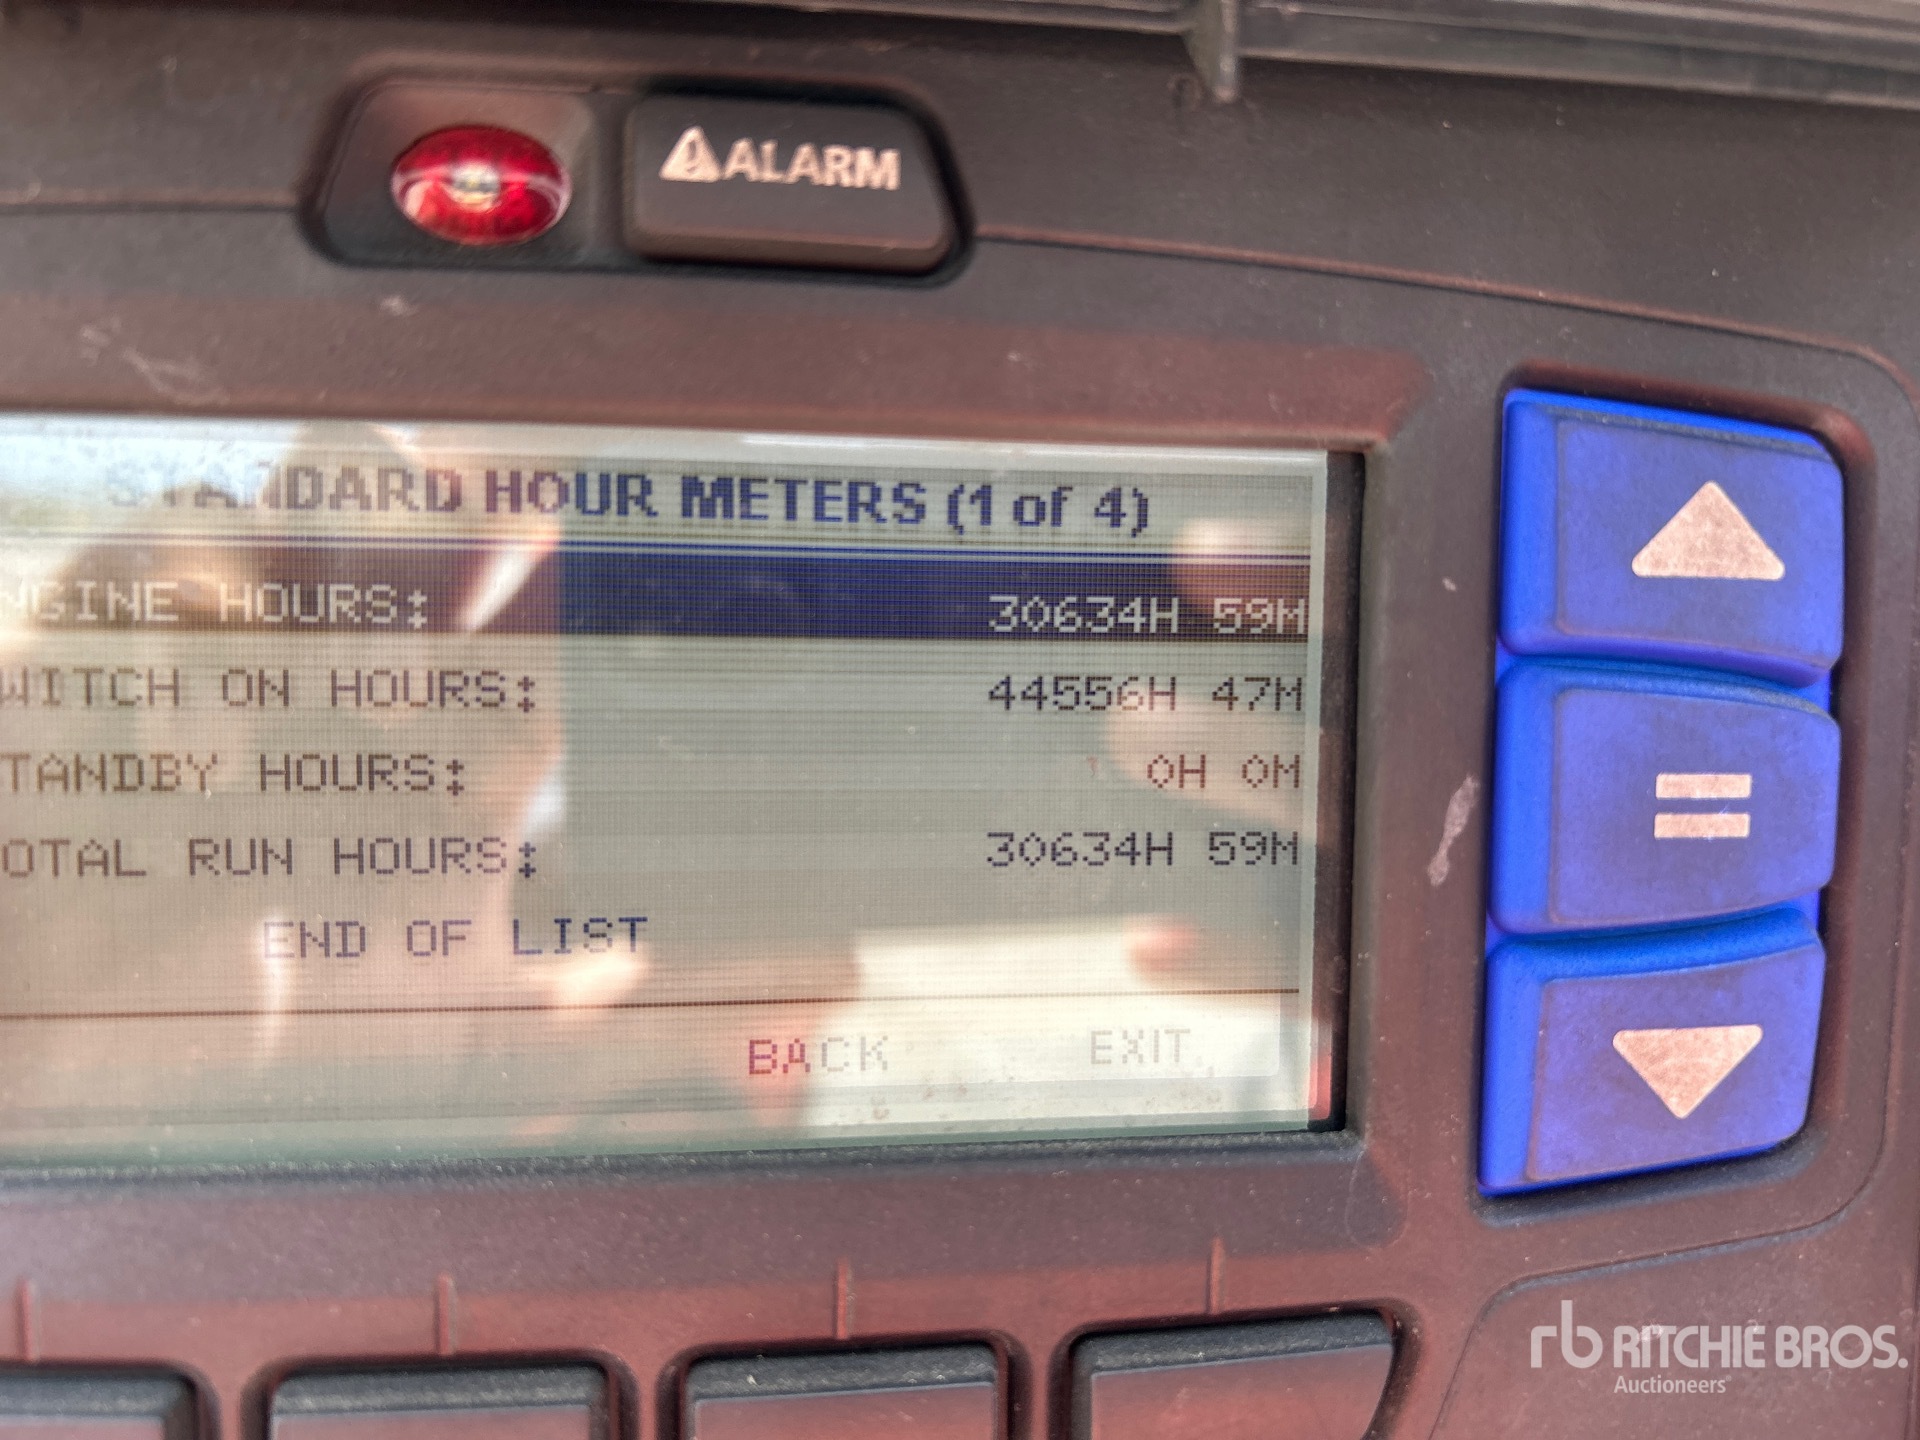 ALARM
STANDARD HOUR METERS (1 of 4)
NGINE HOURS: 30634H 59M
WITCH ON HOURS: 44556H 47M
TANDBY HOURS: 0H 0M
OTAL RUN HOURS: 30634H 59M
END OF LIST
BACK EXIT
rb RITCHIE BROS.
Auctioneers